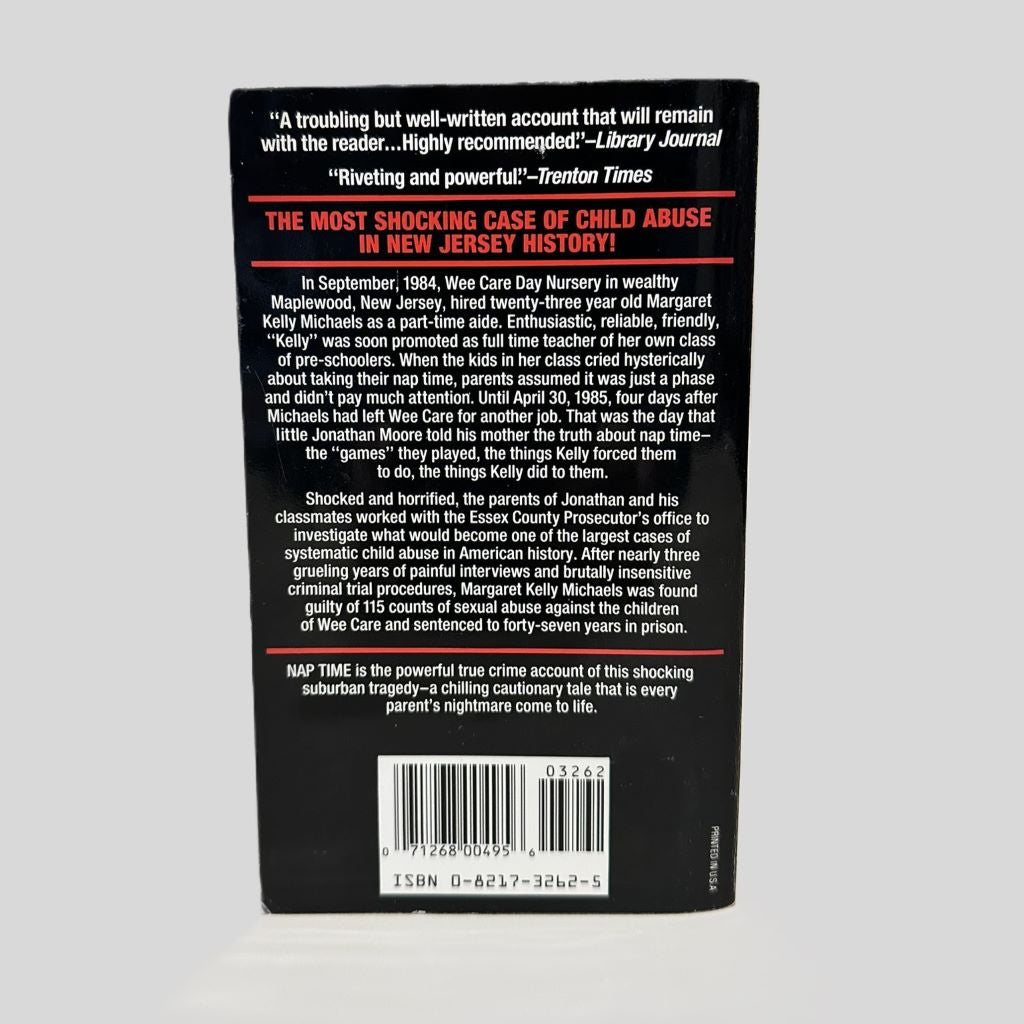 “A troubling but well-written account that will remain
with the reader...Highly recommended.”–Library Journal
“Riveting and powerful.”–Trenton Times
THE MOST SHOCKING CASE OF CHILD ABUSE
IN NEW JERSEY HISTORY!
In September, 1984, Wee Care Day Nursery in wealthy
Maplewood, New Jersey, hired twenty-three year old Margaret
Kelly Michaels as a part-time aide. Enthusiastic, reliable, friendly,
“Kelly” was soon promoted as full time teacher of her own class
of pre-schoolers. When the kids in her class cried hysterically
about taking their nap time, parents assumed it was just a phase
and didn’t pay much attention. Until April 30, 1985, four days after
Michaels had left Wee Care for another job. That was the day that
little Jonathan Moore told his mother the truth about nap time–
the “games” they played, the things Kelly forced them
to do, the things Kelly did to them.
Shocked and horrified, the parents of Jonathan and his
classmates worked with the Essex County Prosecutor’s office to
investigate what would become one of the largest cases of
systematic child abuse in American history. After nearly three
grueling years of painful interviews and brutally insensitive
criminal trial procedures, Margaret Kelly Michaels was found
guilty of 115 counts of sexual abuse against the children
of Wee Care and sentenced to forty-seven years in prison.
NAP TIME is the powerful true crime account of this shocking
suburban tragedy–a chilling cautionary tale that is every
parent’s nightmare come to life.
03262
0 71268 00495 6
ISBN 0-8217-3262-5
PRINTED IN U.S.A.